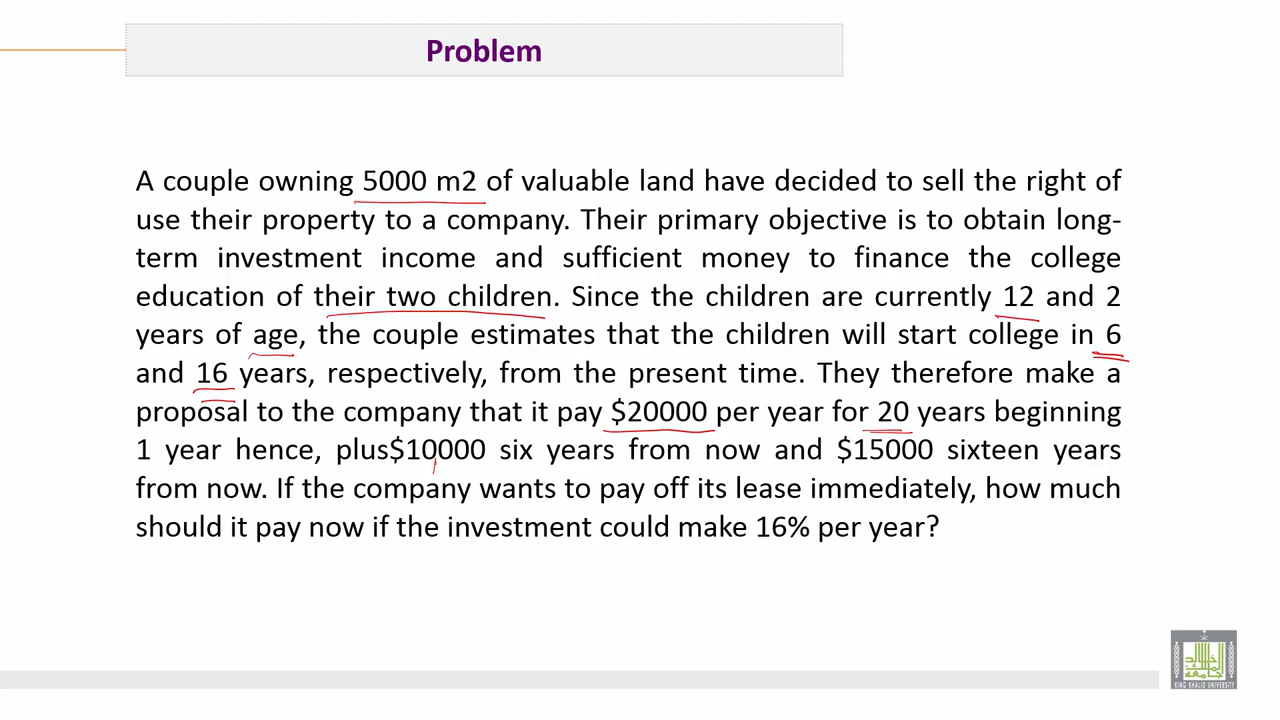 Problem
A couple owning 5000 m2 of valuable land have decided to sell the right of
use their property to a company. Their primary objective is to obtain long-
term investment income and sufficient money to finance the college
education of their two children. Since the children are currently 12 and 2
years of age, the couple estimates that the children will start college in 6
and 16 years, respectively, from the present time. They therefore make a
proposal to the company that it pay $20000 per year for 20 years beginning
1 year hence, plus$10000 six years from now and $15000 sixteen years
from now. If the company wants to pay off its lease immediately, how much
should it pay now if the investment could make 16% per year?
KING KHALID UNIVERSITY